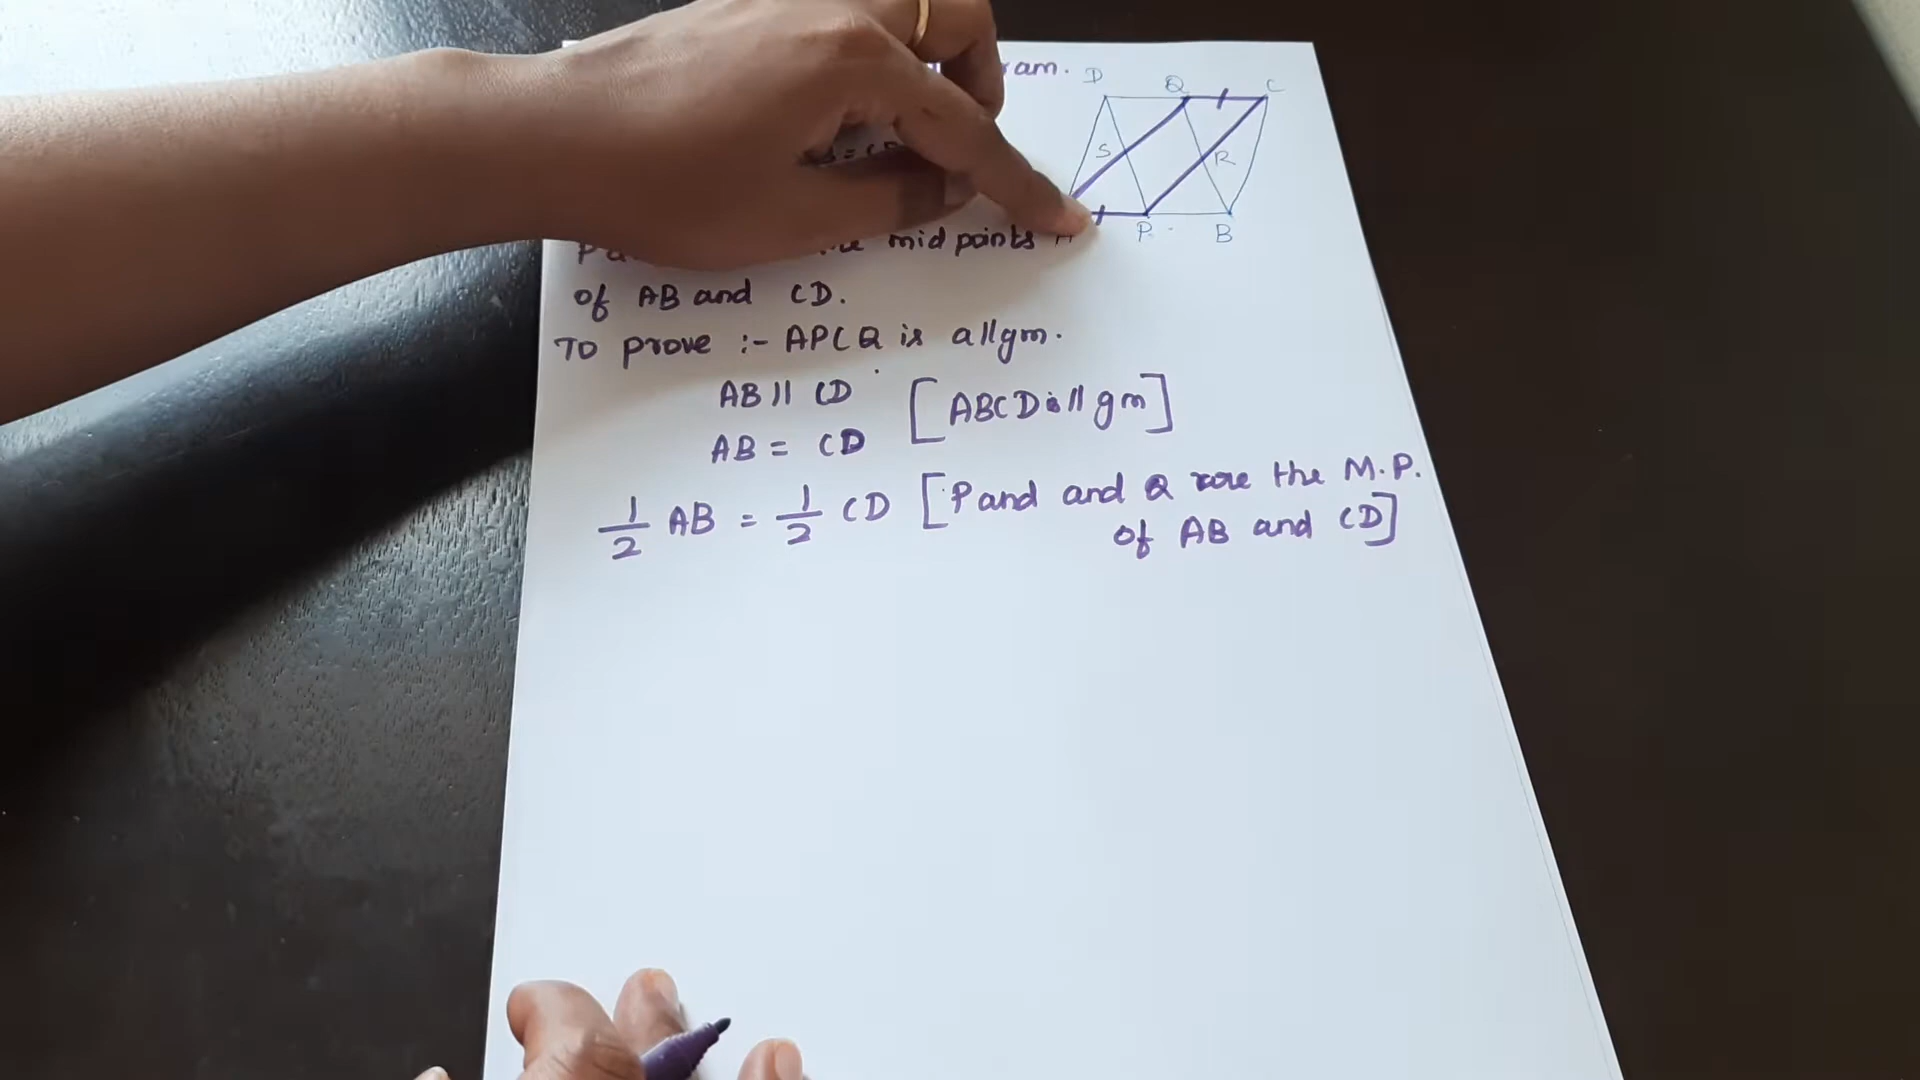 am. D Q C
S R
A P B
mid points
of AB and CD.
To prove :- APCQ is a llgm.
AB || CD [ABCD is || gm]
AB = CD
1/2 AB = 1/2 CD [P and and Q are the M.P.
of AB and CD]